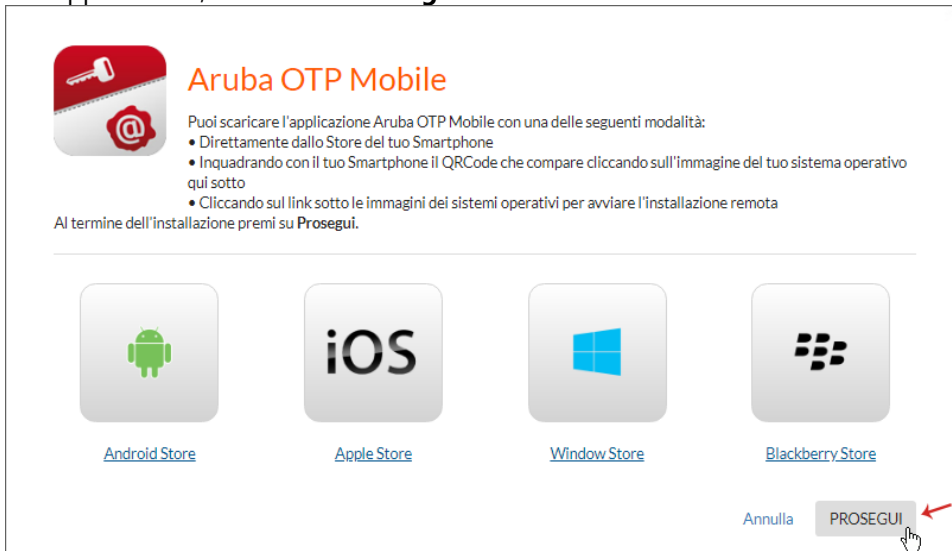 Aruba OTP Mobile
Puoi scaricare l'applicazione Aruba OTP Mobile con una delle seguenti modalità:
• Direttamente dallo Store del tuo Smartphone
• Inquadrando con il tuo Smartphone il QRCode che compare cliccando sull'immagine del tuo sistema operativo
qui sotto
• Cliccando sul link sotto le immagini dei sistemi operativi per avviare l'installazione remota
Al termine dell'installazione premi su Prosegui.
iOS
Android Store Apple Store Window Store Blackberry Store
Annulla PROSEGUI